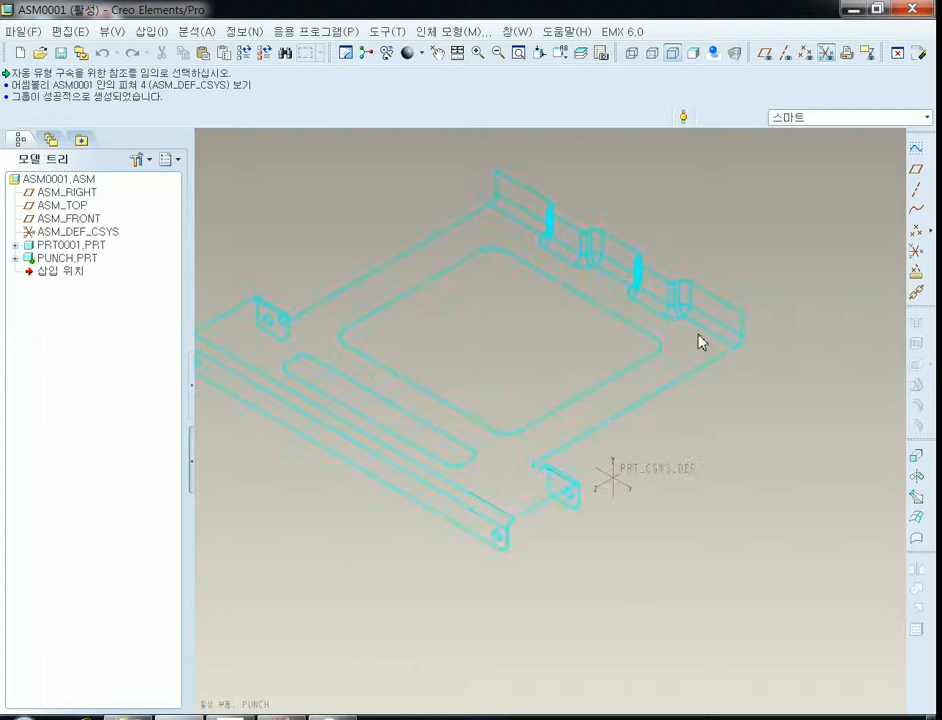 ASM0001 (활성) - Creo Elements/Pro
파일(F) 편집(E) 뷰(V) 삽입(I) 분석(A) 정보(N) 응용 프로그램(P) 도구(T) 인체 모형(M)... 창(W) 도움말(H) EMX 6.0
자동 유형 구속을 위한 참조를 임의로 선택하십시오.
어셈블리 ASM0001 안의 피쳐 4 (ASM_DEF_CSYS) 보기
그룹이 성공적으로 생성되었습니다.
스마트
모델 트리
ASM0001.ASM
ASM_RIGHT
ASM_TOP
ASM_FRONT
ASM_DEF_CSYS
PRT0001.PRT
PUNCH.PRT
삽입 위치
PRT_CSYS_DEF
Y
Z
X
활성 부품: PUNCH